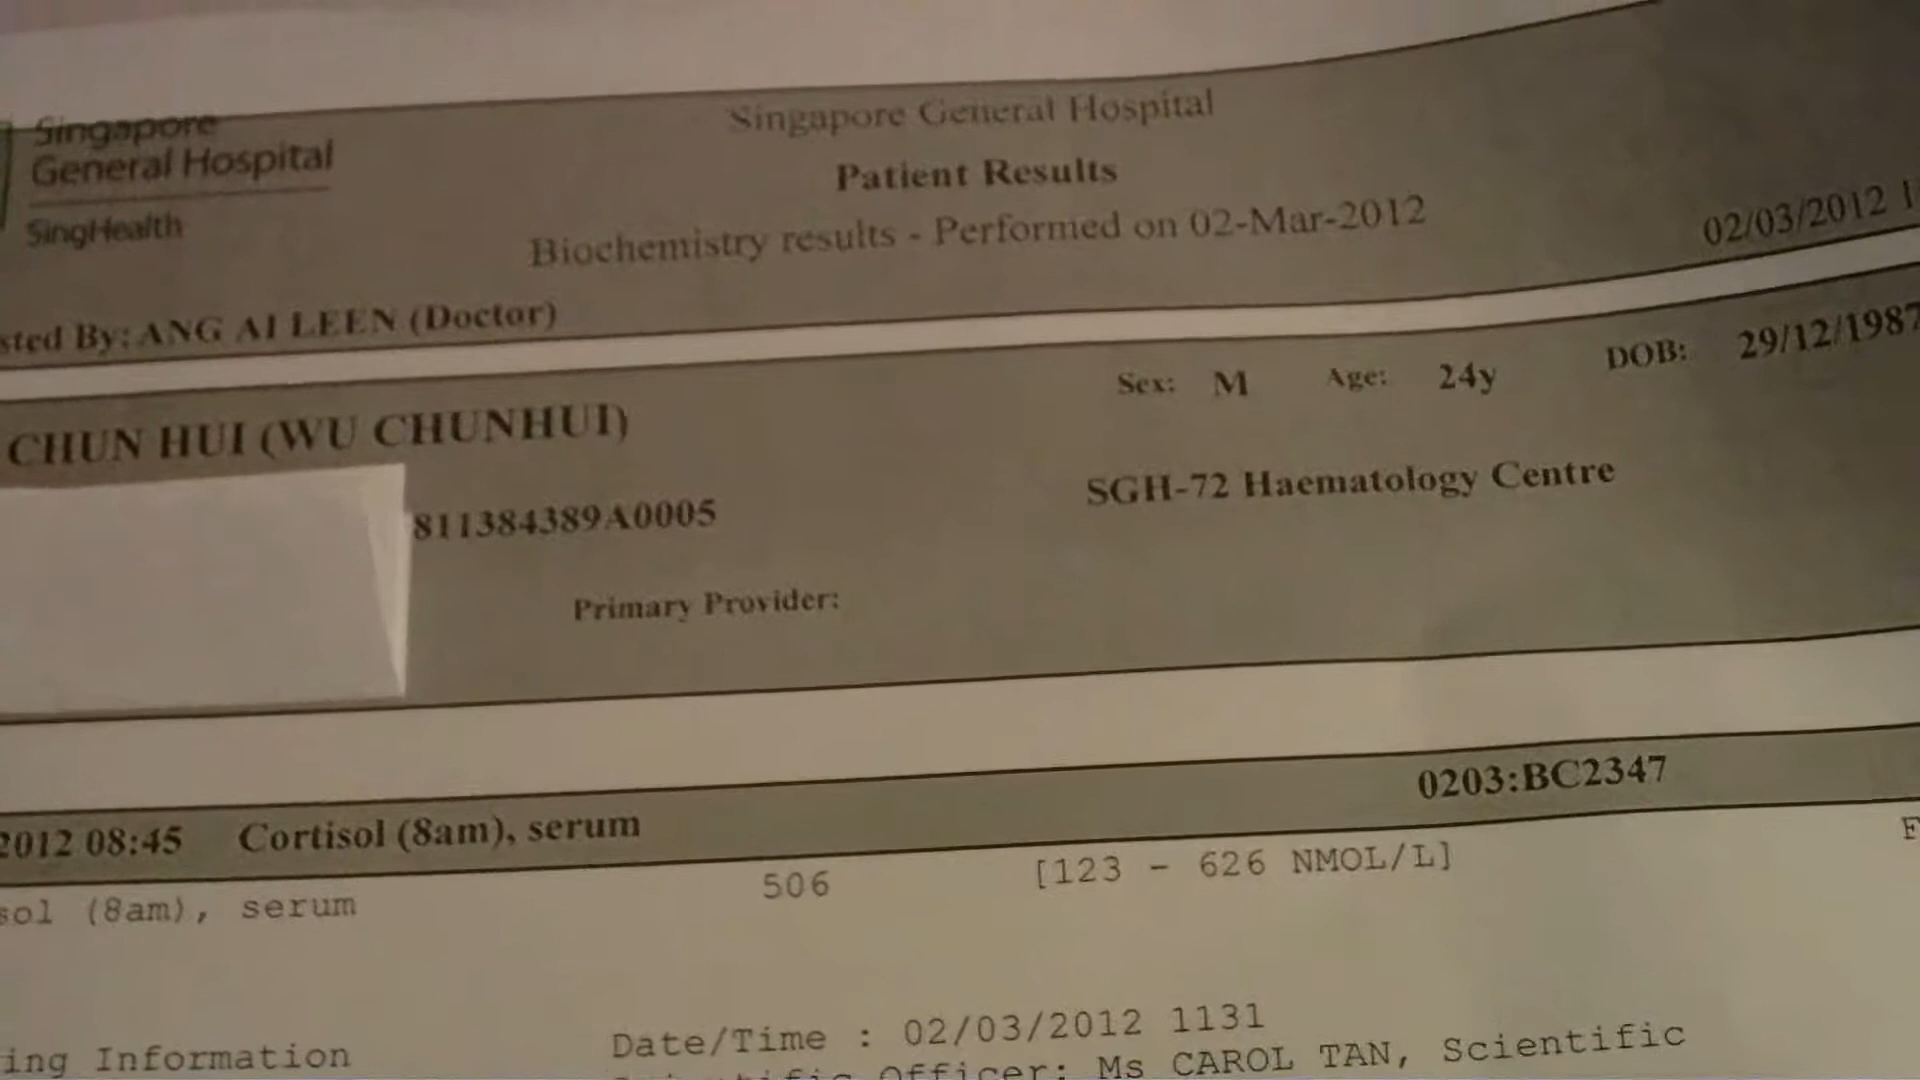 Singapore
General Hospital
SingHealth
Singapore General Hospital
Patient Results
Biochemistry results - Performed on 02-Mar-2012
02/03/2012 1
sted By: ANG AI LEEN (Doctor)
CHUN HUI (WU CHUNHUI)
Sex: M Age: 24y DOB: 29/12/1987
811384389A0005
SGH-72 Haematology Centre
Primary Provider:
2012 08:45 Cortisol (8am), serum 0203:BC2347
sol (8am), serum 506 [123 - 626 NMOL/L] F
ing Information Date/Time : 02/03/2012 1131
Officer: Ms CAROL TAN, Scientific